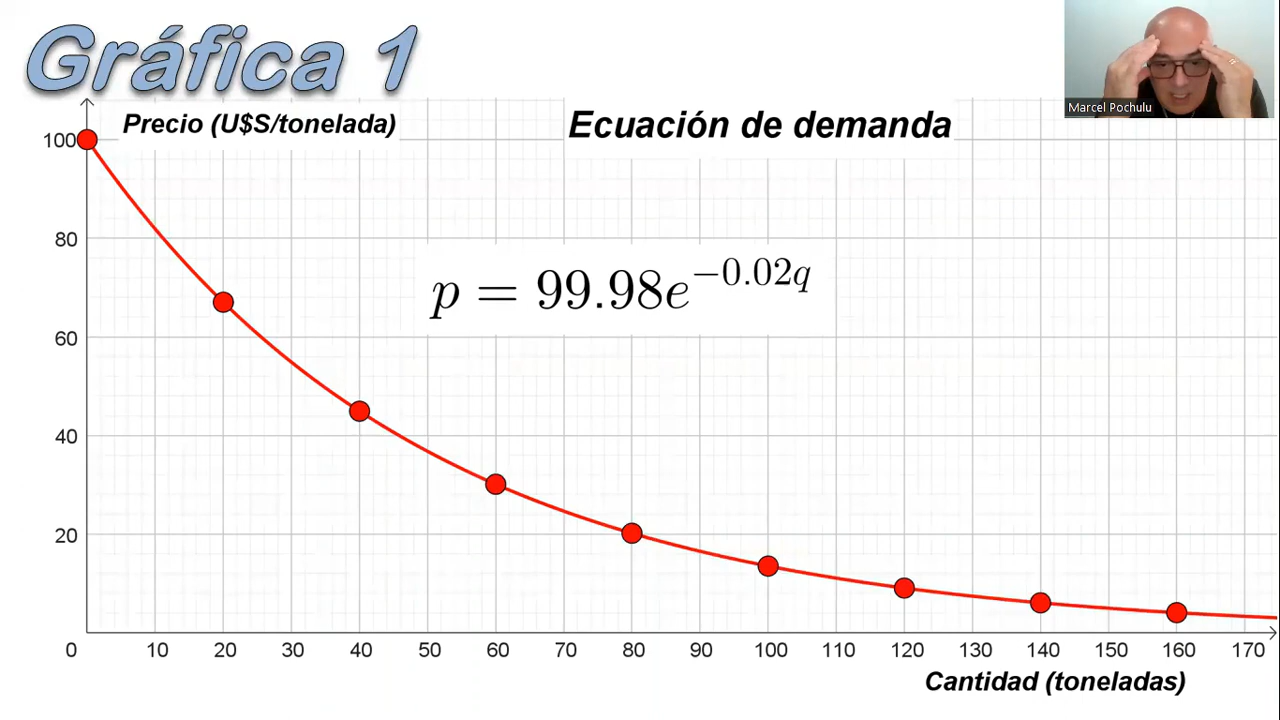 Gráfica 1
Precio (U$S/tonelada)
Ecuación de demanda
Marcel Pochulu
p = 99.98e^{-0.02q}
100
80
60
40
20
0 10 20 30 40 50 60 70 80 90 100 110 120 130 140 150 160 170
Cantidad (toneladas)